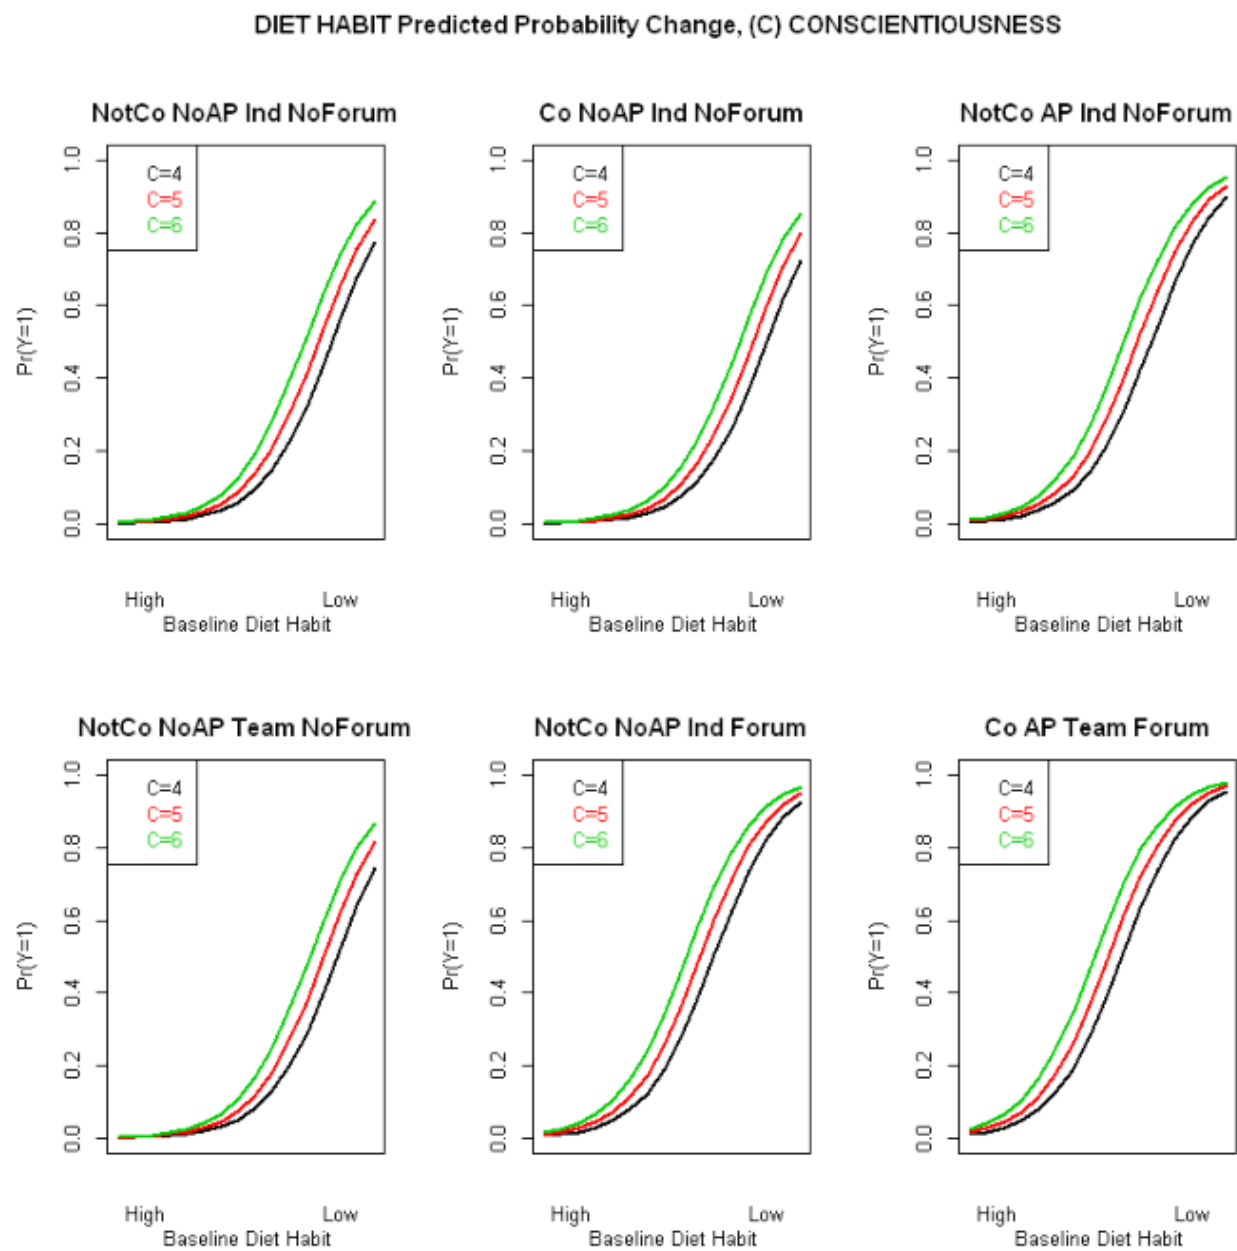 DIET HABIT Predicted Probability Change, (C) CONSCIENTIOUSNESS
NotCo NoAP Ind NoForum
Pr(Y=1)
1.0
0.8
0.6
0.4
0.2
0.0
C=4
C=5
C=6
High
Low
Baseline Diet Habit
Co NoAP Ind NoForum
Pr(Y=1)
1.0
0.8
0.6
0.4
0.2
0.0
C=4
C=5
C=6
High
Low
Baseline Diet Habit
NotCo AP Ind NoForum
Pr(Y=1)
1.0
0.8
0.6
0.4
0.2
0.0
C=4
C=5
C=6
High
Low
Baseline Diet Habit
NotCo NoAP Team NoForum
Pr(Y=1)
1.0
0.8
0.6
0.4
0.2
0.0
C=4
C=5
C=6
High
Low
Baseline Diet Habit
NotCo NoAP Ind Forum
Pr(Y=1)
1.0
0.8
0.6
0.4
0.2
0.0
C=4
C=5
C=6
High
Low
Baseline Diet Habit
Co AP Team Forum
Pr(Y=1)
1.0
0.8
0.6
0.4
0.2
0.0
C=4
C=5
C=6
High
Low
Baseline Diet Habit